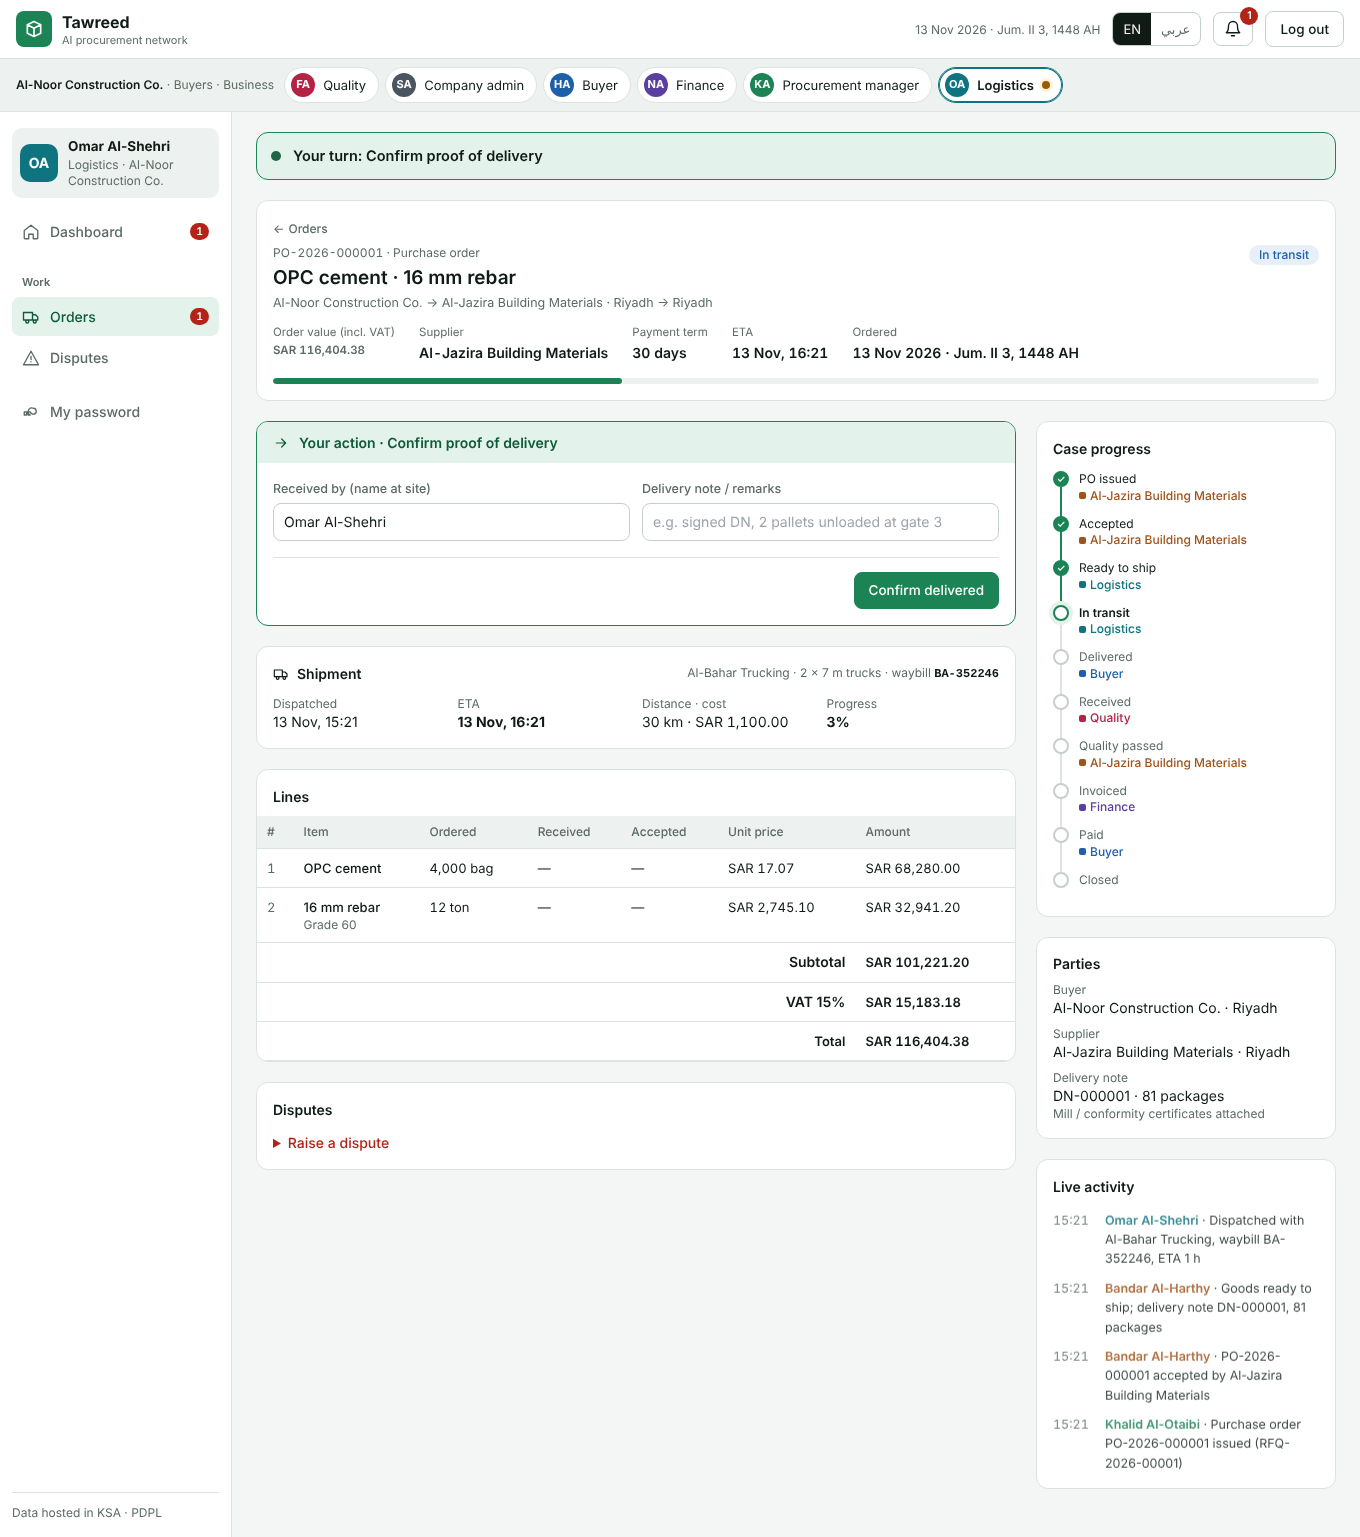 Tawreed
AI procurement network
13 Nov 2026 · Jum. II 3, 1448 AH
EN
عربي
1
Log out
Al-Noor Construction Co. · Buyers · Business
FA Quality
SA Company admin
HA Buyer
NA Finance
KA Procurement manager
OA Logistics
OA
Omar Al-Shehri
Logistics · Al-Noor
Construction Co.
Dashboard 1
Work
Orders 1
Disputes
My password
Data hosted in KSA · PDPL
Your turn: Confirm proof of delivery
← Orders
PO-2026-000001 · Purchase order
In transit
OPC cement · 16 mm rebar
Al-Noor Construction Co. → Al-Jazira Building Materials · Riyadh → Riyadh
Order value (incl. VAT) Supplier Payment term ETA Ordered
SAR 116,404.38 Al-Jazira Building Materials 30 days 13 Nov, 16:21 13 Nov 2026 · Jum. II 3, 1448 AH
→ Your action · Confirm proof of delivery
Received by (name at site) Delivery note / remarks
Omar Al-Shehri e.g. signed DN, 2 pallets unloaded at gate 3
Confirm delivered
Shipment Al-Bahar Trucking · 2 × 7 m trucks · waybill BA-352246
Dispatched ETA Distance · cost Progress
13 Nov, 15:21 13 Nov, 16:21 30 km · SAR 1,100.00 3%
Lines
# Item Ordered Received Accepted Unit price Amount
1 OPC cement 4,000 bag — — SAR 17.07 SAR 68,280.00
2 16 mm rebar 12 ton — — SAR 2,745.10 SAR 32,941.20
Grade 60
Subtotal SAR 101,221.20
VAT 15% SAR 15,183.18
Total SAR 116,404.38
Disputes
Raise a dispute
Case progress
PO issued
Al-Jazira Building Materials
Accepted
Al-Jazira Building Materials
Ready to ship
Logistics
In transit
Logistics
Delivered
Buyer
Received
Quality
Quality passed
Al-Jazira Building Materials
Invoiced
Finance
Paid
Buyer
Closed
Parties
Buyer
Al-Noor Construction Co. · Riyadh
Supplier
Al-Jazira Building Materials · Riyadh
Delivery note
DN-000001 · 81 packages
Mill / conformity certificates attached
Live activity
15:21 Omar Al-Shehri · Dispatched with
Al-Bahar Trucking, waybill BA-
352246, ETA 1 h
15:21 Bandar Al-Harthy · Goods ready to
ship; delivery note DN-000001, 81
packages
15:21 Bandar Al-Harthy · PO-2026-
000001 accepted by Al-Jazira
Building Materials
15:21 Khalid Al-Otaibi · Purchase order
PO-2026-000001 issued (RFQ-
2026-00001)